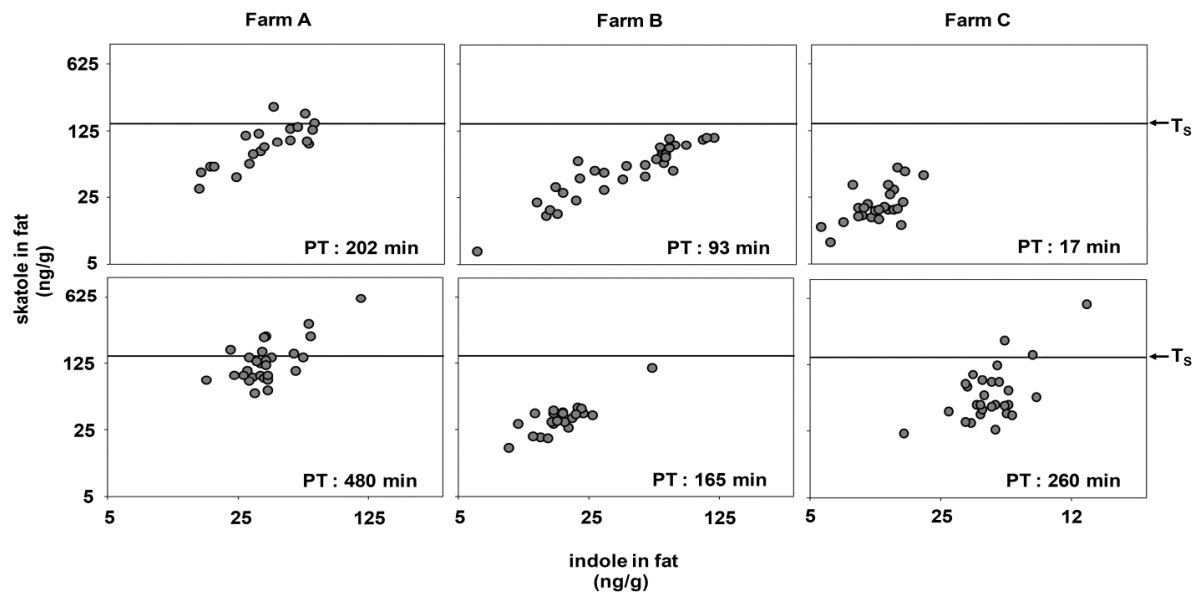 Farm A
Farm B
Farm C
skatole in fat
(ng/g)
625
125
25
5
PT : 202 min
PT : 93 min
PT : 17 min
TS
625
125
25
5
PT : 480 min
PT : 165 min
PT : 260 min
TS
5
25
125
5
25
125
5
25
12
indole in fat
(ng/g)